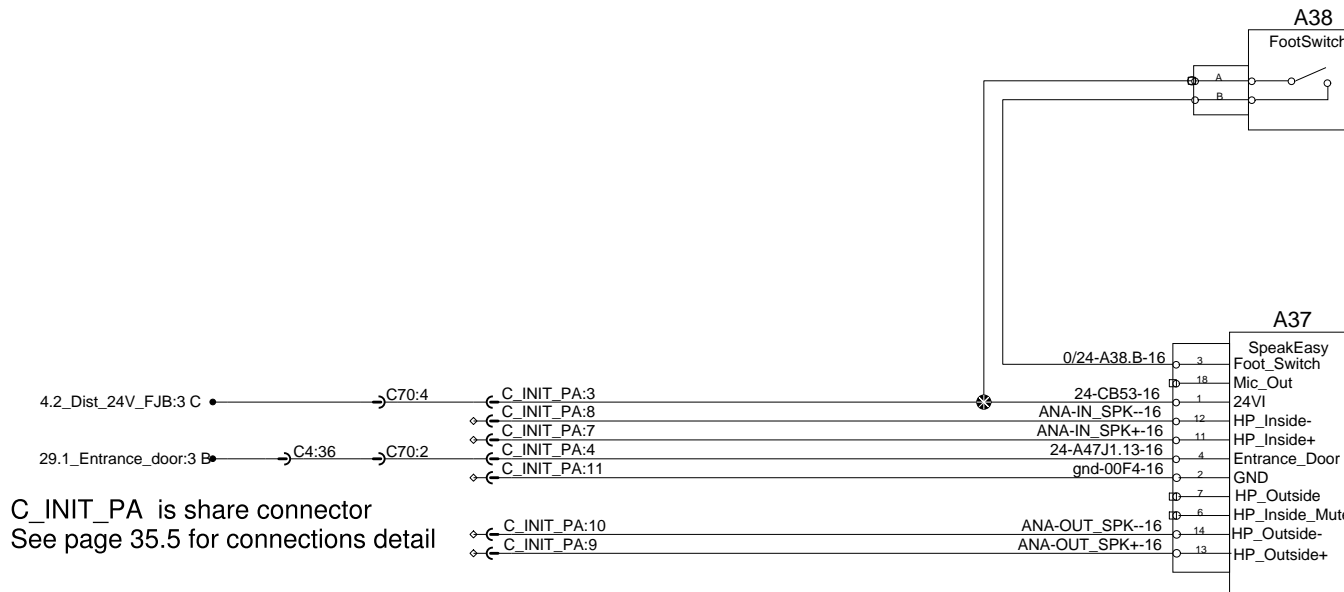 A38
FootSwitch
A
B
A37
SpeakEasy
0/24-A38.B-16 3 Foot_Switch
18 Mic_Out
4.2_Dist_24V_FJB:3 C C70:4 C_INIT_PA:3 24-CB53-16 1 24VI
C_INIT_PA:8 ANA-IN_SPK--16 12 HP_Inside-
C_INIT_PA:7 ANA-IN_SPK+-16 11 HP_Inside+
29.1_Entrance_door:3 B C4:36 C70:2 C_INIT_PA:4 24-A47J1.13-16 4 Entrance_Door
C_INIT_PA:11 gnd-00F4-16 2 GND
7 HP_Outside
6 HP_Inside_Mute
C_INIT_PA:10 ANA-OUT_SPK--16 14 HP_Outside-
C_INIT_PA:9 ANA-OUT_SPK+-16 13 HP_Outside+
C_INIT_PA is share connector
See page 35.5 for connections detail